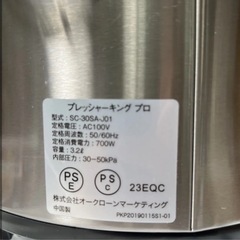 プレッシャーキング プロ
型式：SC-30SA-J01
定格電圧：AC100V
定格周波数：50/60Hz
定格消費電力：700W
容量：3.2ℓ
内部圧力：30〜50kPa
PS
E
PS
C
23EQC
株式会社オークローンマーケティング
中国製
PKP20190115S1-01